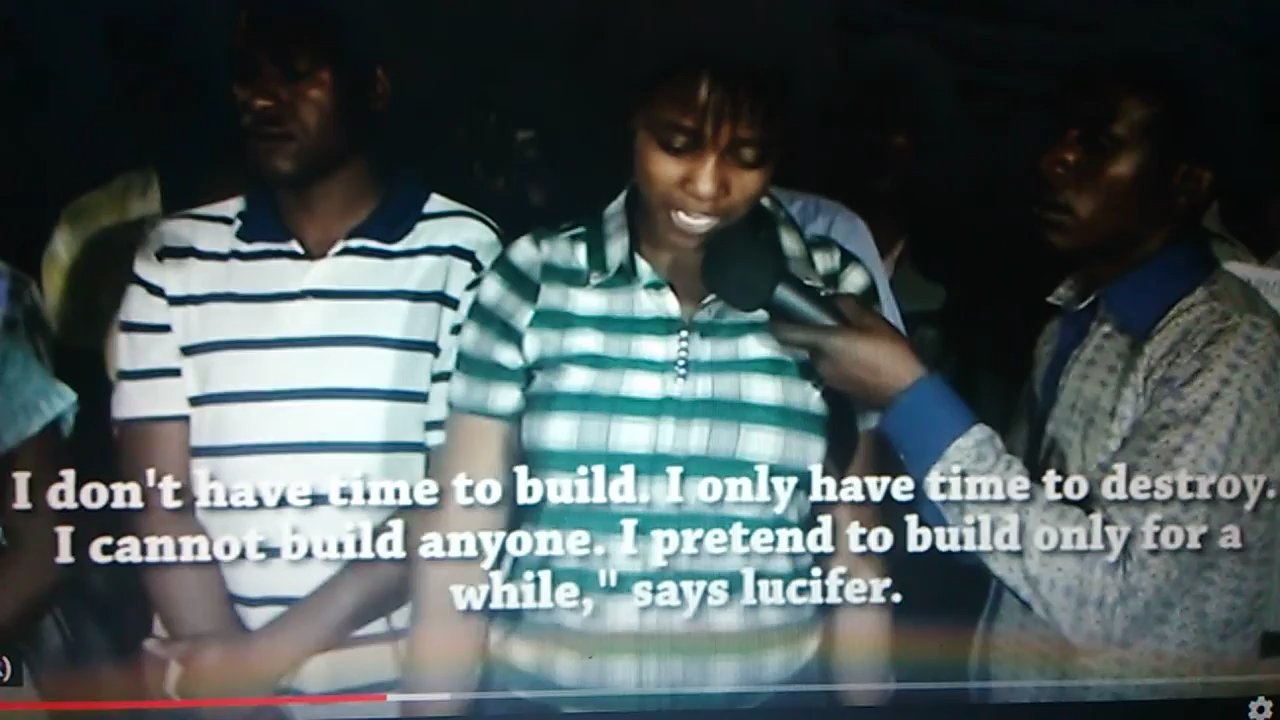 I don't have time to build. I only have time to destroy.
I cannot build anyone. I pretend to build only for a
while," says lucifer.